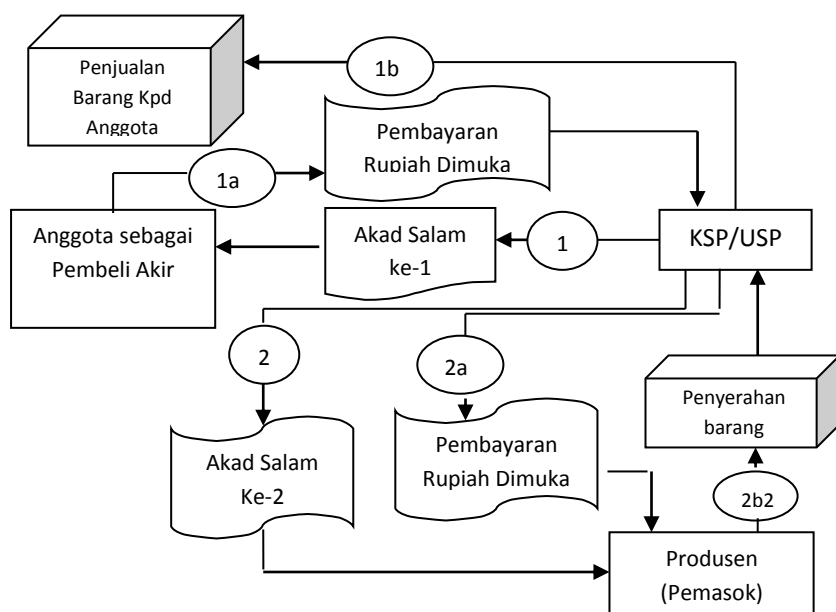 Penjualan
Barang Kpd
Anggota
1b
Pembayaran
Rupiah Dimuka
1a
Anggota sebagai
Pembeli Akir
Akad Salam
ke-1
1
KSP/USP
2
2a
Penyerahan
barang
Akad Salam
Ke-2
Pembayaran
Rupiah Dimuka
2b2
Produsen
(Pemasok)